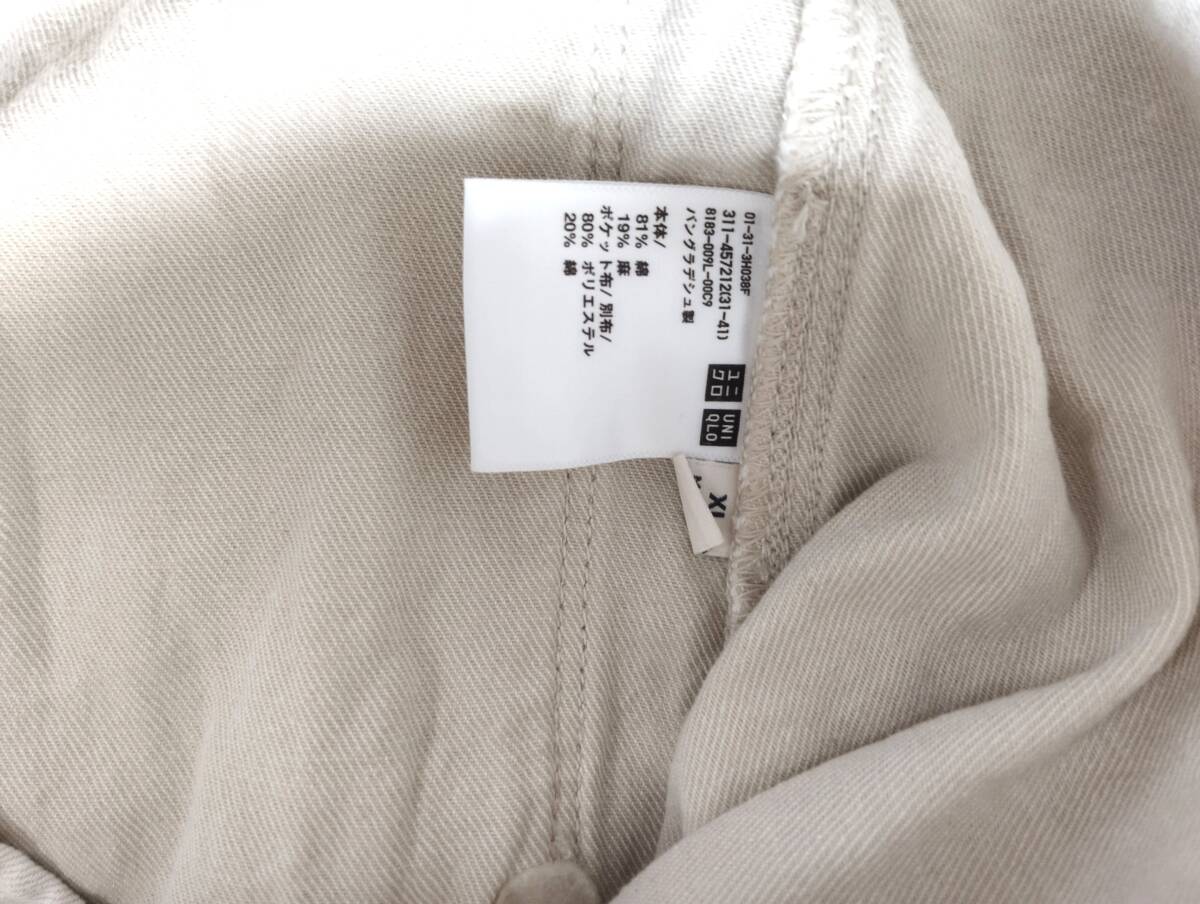 01-31-3H038F
311-457212(31-41)
8183-009L-00C9
バングラデシュ製
本体/
81% 綿
19% 麻
ポケット布/別布/
80% ポリエステル
20% 綿
ユニ
クロ
UNI
QLO